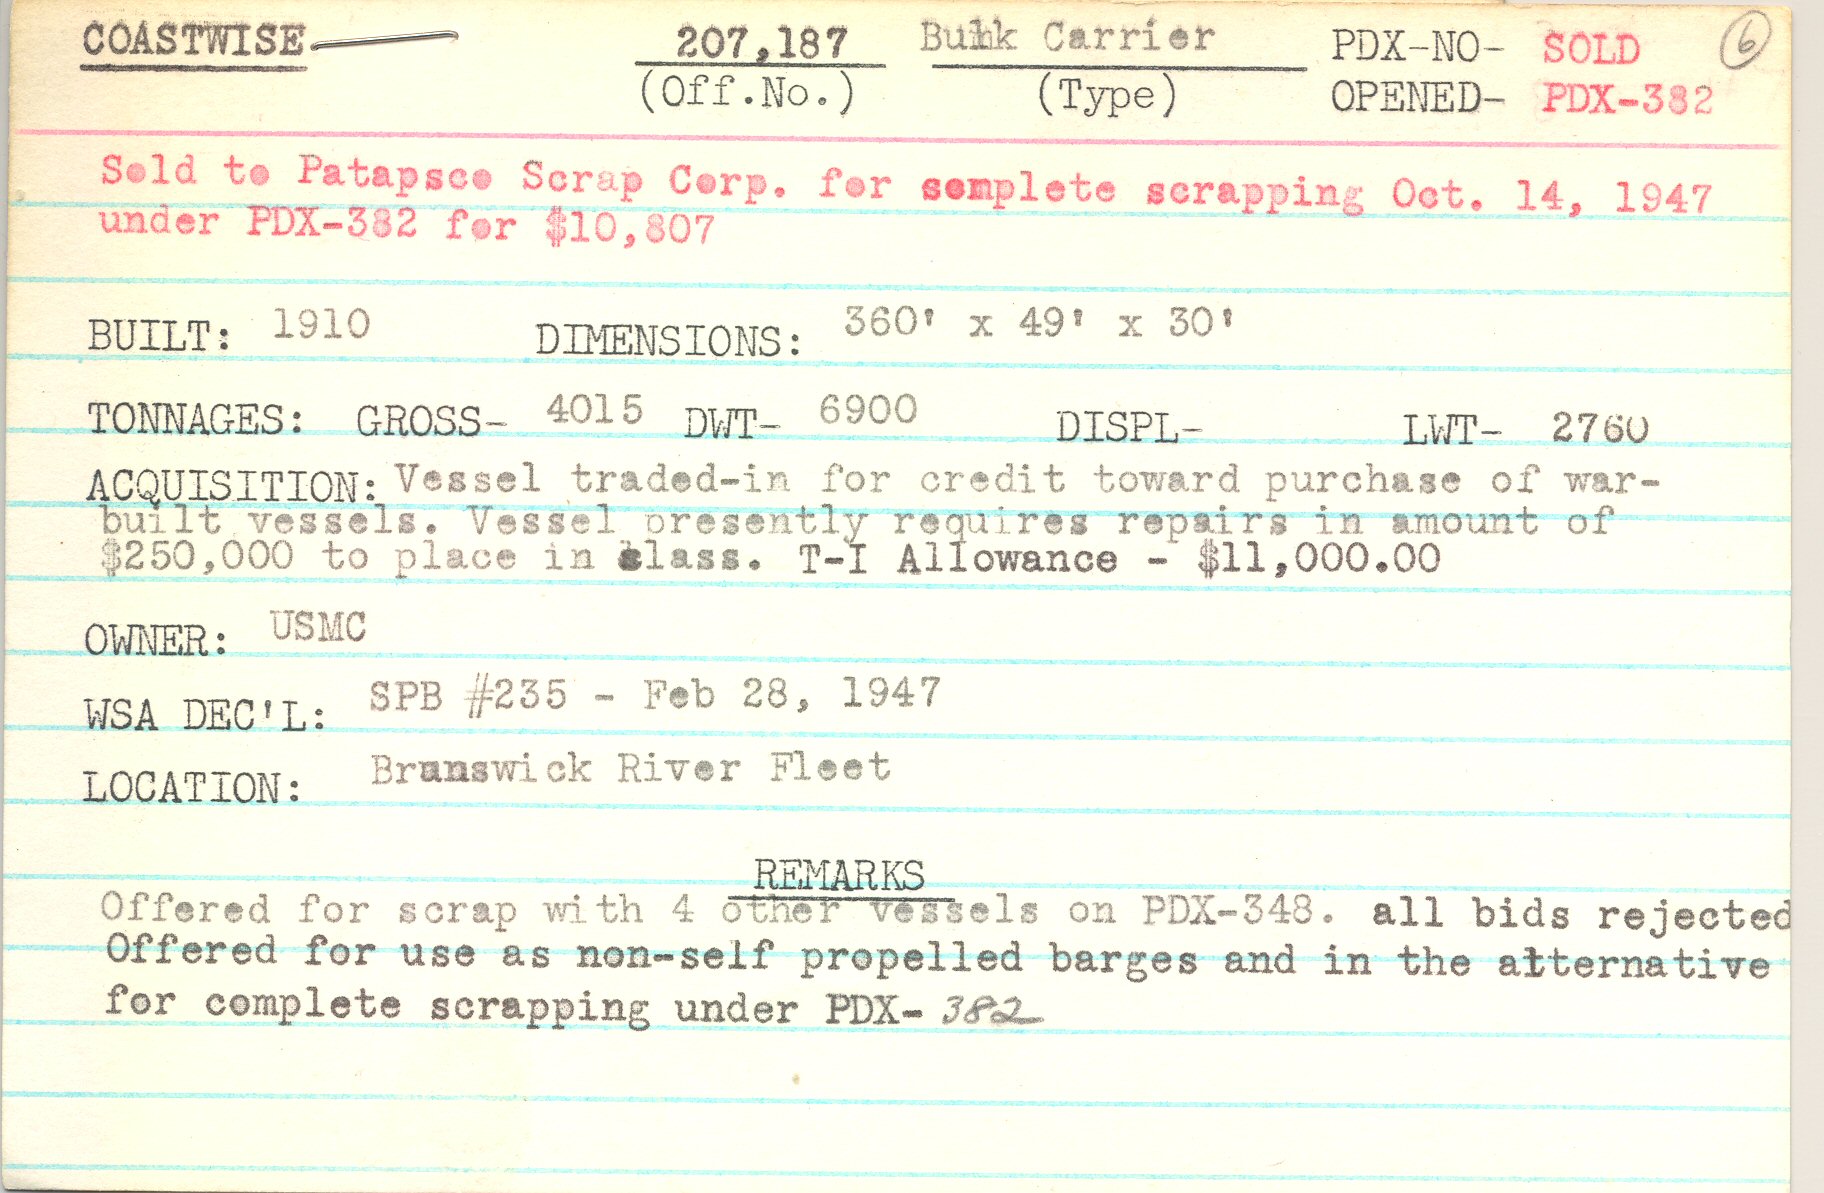 COASTWISE 207,187 Bulk Carrier PDX-NO- SOLD 6
(Off.No.) (Type) OPENED- PDX-382
Sold to Patapsco Scrap Corp. for complete scrapping Oct. 14, 1947
under PDX-382 for $10,807
BUILT: 1910 DIMENSIONS: 360' x 49' x 30'
TONNAGES: GROSS- 4015 DWT- 6900 DISPL- LWT- 2760
ACQUISITION: Vessel traded-in for credit toward purchase of war-
built vessels. Vessel presently requires repairs in amount of
$250,000 to place in class. T-I Allowance - $11,000.00
OWNER: USMC
WSA DEC'L: SPB #235 - Feb 28, 1947
LOCATION: Brunswick River Fleet
REMARKS
Offered for scrap with 4 other vessels on PDX-348. all bids rejected
Offered for use as non-self propelled barges and in the alternative
for complete scrapping under PDX- 382